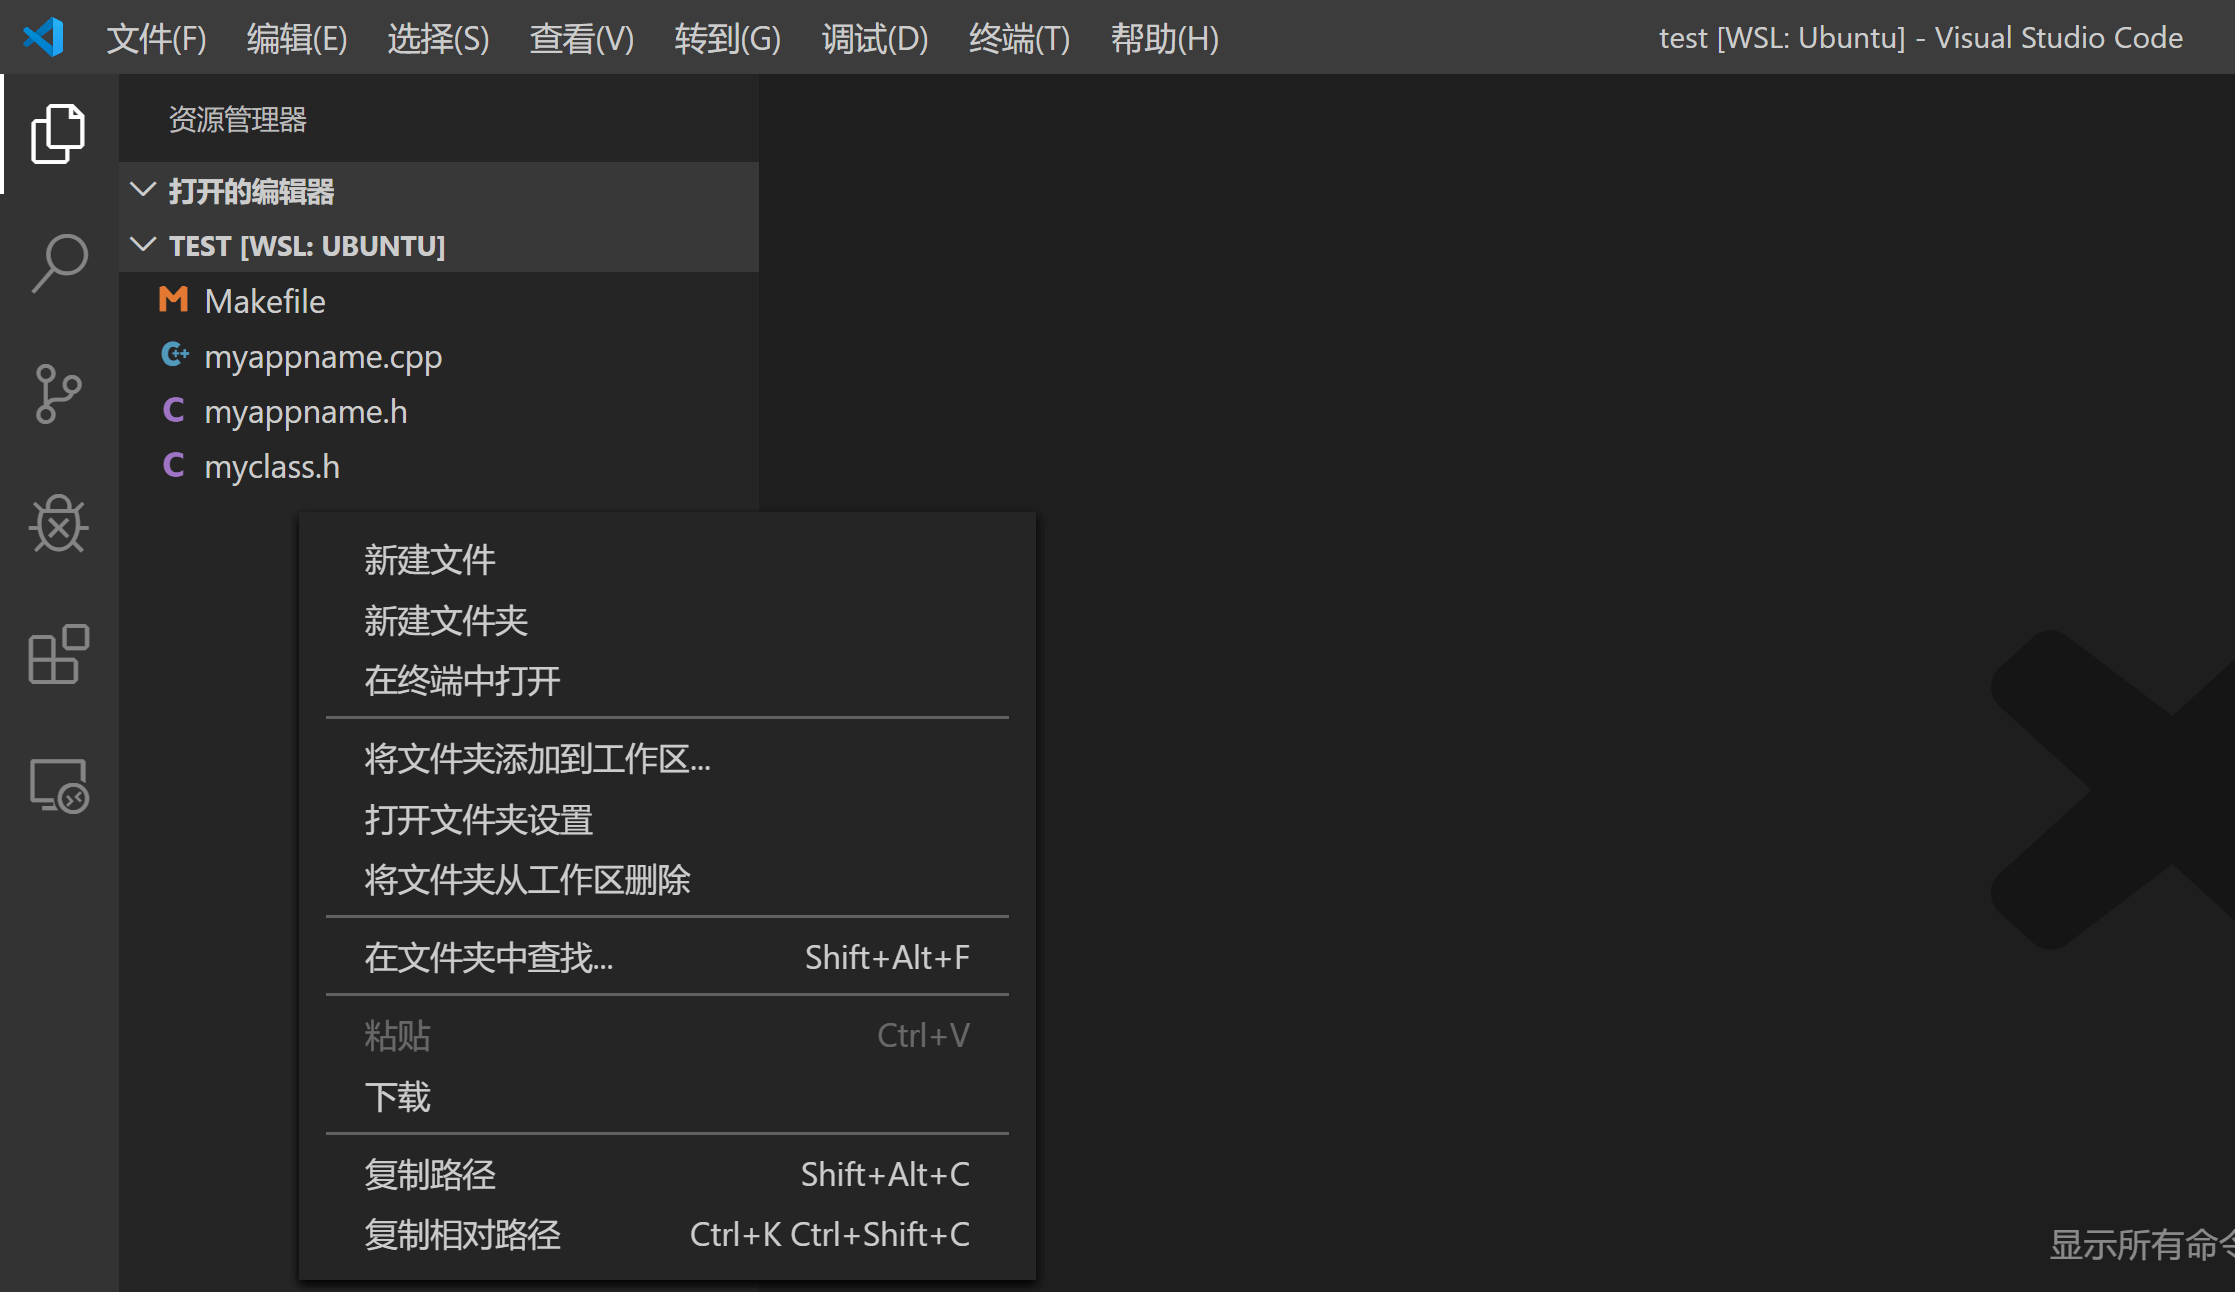 文件(F) 编辑(E) 选择(S) 查看(V) 转到(G) 调试(D) 终端(T) 帮助(H) test [WSL: Ubuntu] - Visual Studio Code
资源管理器
打开的编辑器
TEST [WSL: UBUNTU]
Makefile
myappname.cpp
myappname.h
myclass.h
新建文件
新建文件夹
在终端中打开
将文件夹添加到工作区...
打开文件夹设置
将文件夹从工作区删除
在文件夹中查找... Shift+Alt+F
粘贴 Ctrl+V
下载
复制路径 Shift+Alt+C
复制相对路径 Ctrl+K Ctrl+Shift+C
显示所有命令